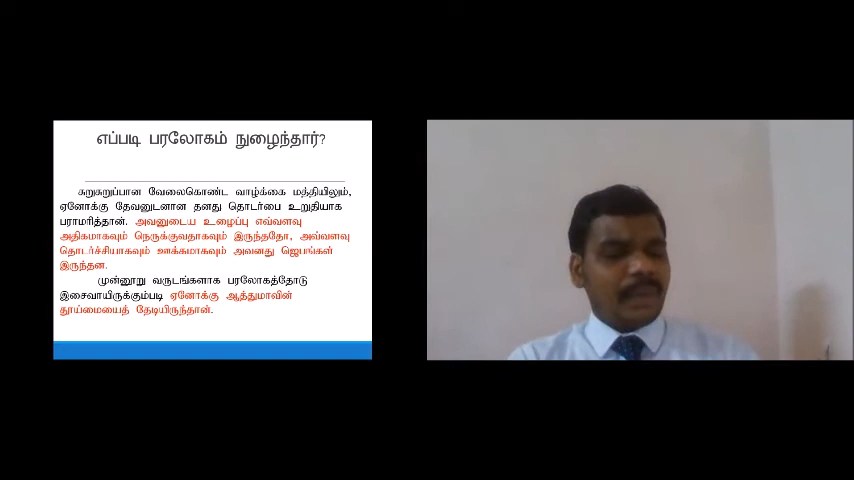 எப்படி பரலோகம் நுழைந்தார்?
சுறுசுறுப்பான வேலைகொண்ட வாழ்க்கை மத்தியிலும்,
ஏனோக்கு தேவனுடனான தனது தொடர்பை உறுதியாக
பராமரித்தான். அவனுடைய உழைப்பு எவ்வளவு
அதிகமாகவும் நெருக்குவதாகவும் இருந்ததோ, அவ்வளவு
தொடர்ச்சியாகவும் ஊக்கமாகவும் அவனது ஜெபங்கள்
இருந்தன.
முன்னூறு வருடங்களாக பரலோகத்தோடு
இசைவாயிருக்கும்படி ஏனோக்கு ஆத்துமாவின்
தூய்மையைத் தேடியிருந்தான்.